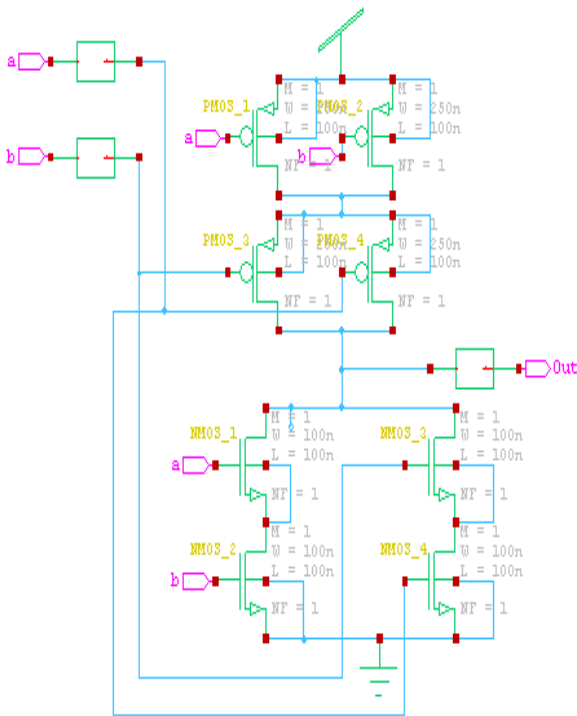 a
b
PMOS_1
M = 1
W = 250n
L = 100n
NF = 1
a
PMOS_2
M = 1
W = 250n
L = 100n
NF = 1
b
PMOS_3
M = 1
L = 100n
NF = 1
PMOS_4
M = 1
W = 250n
L = 100n
NF = 1
Out
NMOS_1
M = 1
W = 100n
L = 100n
NF = 1
a
NMOS_3
M = 1
W = 100n
L = 100n
NF = 1
NMOS_2
M = 1
W = 100n
L = 100n
NF = 1
b
NMOS_4
M = 1
W = 100n
L = 100n
NF = 1